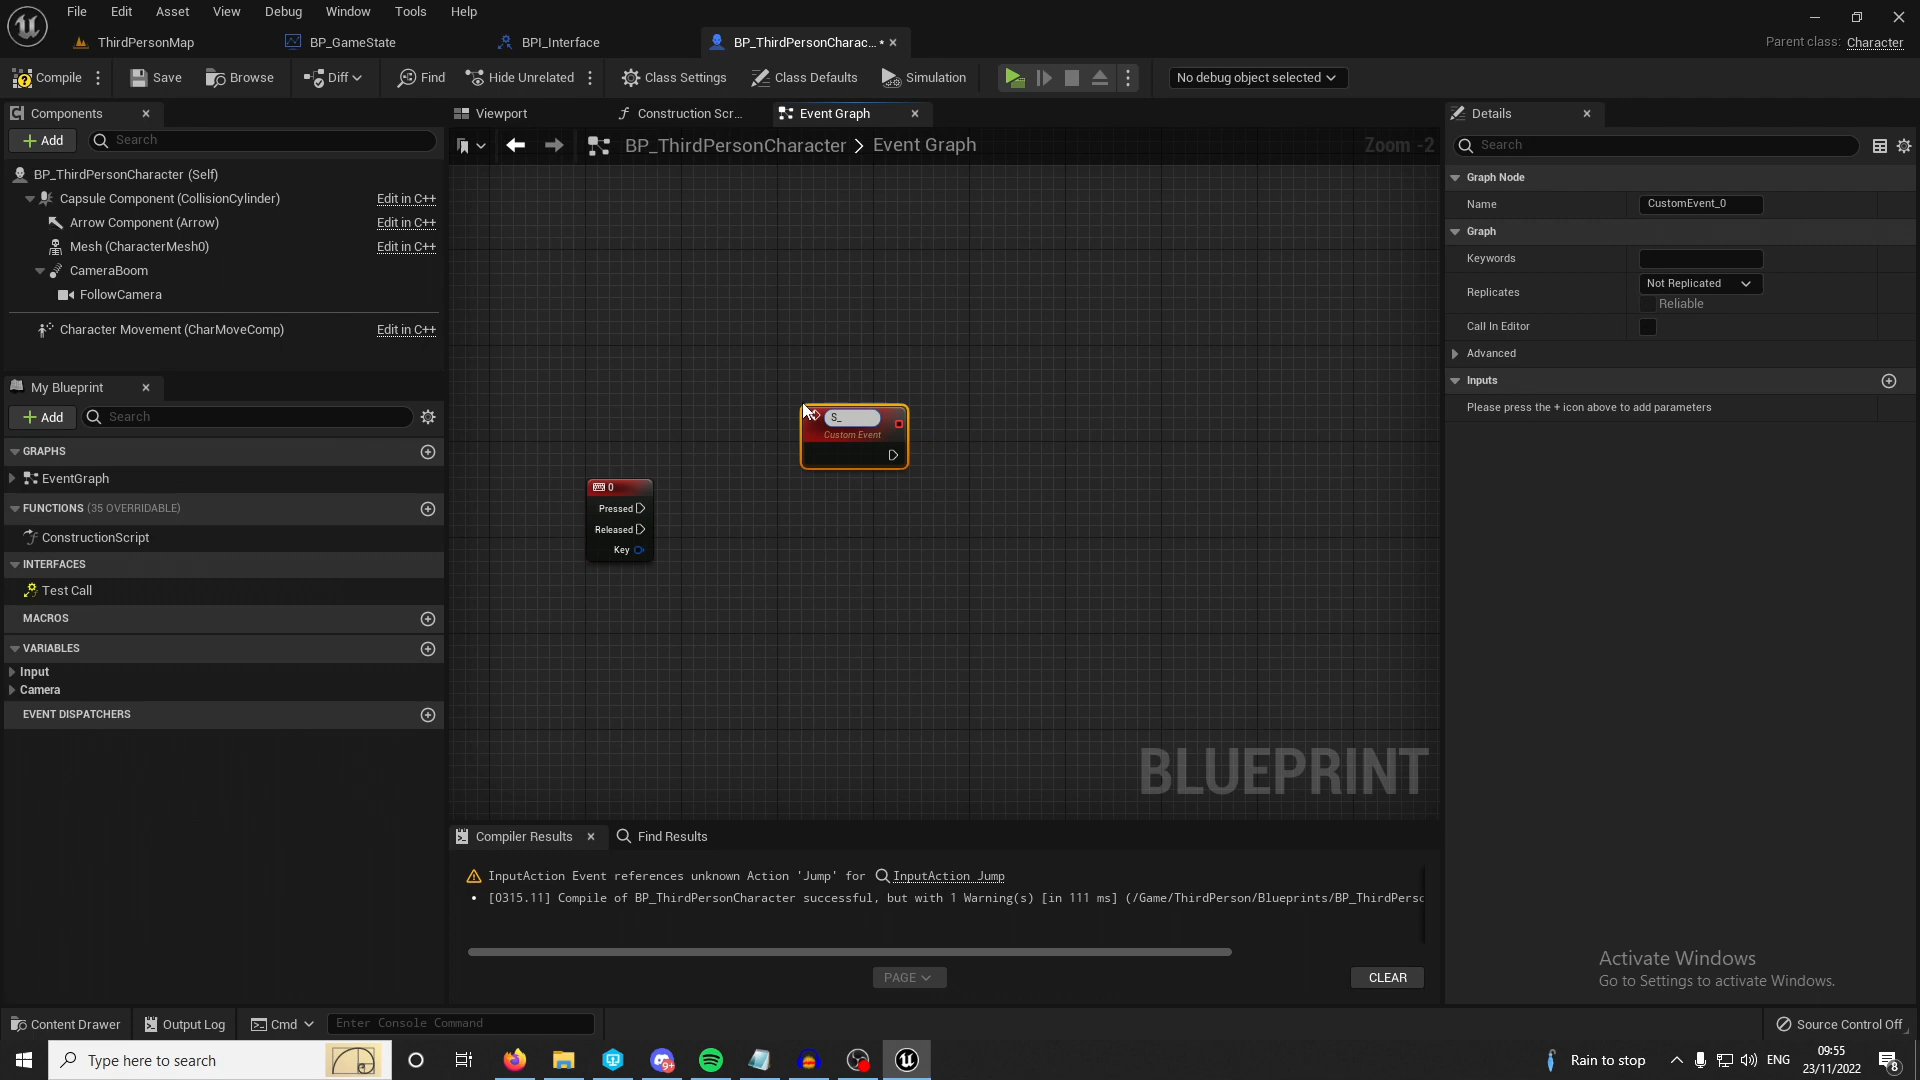 File Edit Asset View Debug Window Tools Help
ThirdPersonMap BP_GameState BPI_Interface BP_ThirdPersonCharac... • Parent class: Character
Compile Save Browse Diff Find Hide Unrelated Class Settings Class Defaults Simulation No debug object selected
Components Viewport Construction Scr... Event Graph Details
Add Search BP_ThirdPersonCharacter > Event Graph Zoom -2 Search
BP_ThirdPersonCharacter (Self) Graph Node
Capsule Component (CollisionCylinder) Edit in C++ Name CustomEvent_0
Arrow Component (Arrow) Edit in C++ Graph
Mesh (CharacterMesh0) Edit in C++ Keywords
CameraBoom Replicates Not Replicated
FollowCamera Reliable
Character Movement (CharMoveComp) Edit in C++ Call In Editor
Advanced
My Blueprint Inputs
Add Search S_ Please press the + icon above to add parameters
Custom Event
GRAPHS
EventGraph 0
FUNCTIONS (35 OVERRIDABLE) Pressed
ConstructionScript Released
INTERFACES Key
Test Call
MACROS
VARIABLES
Input
Camera
EVENT DISPATCHERS
BLUEPRINT
Compiler Results Find Results
InputAction Event references unknown Action 'Jump' for InputAction Jump
• [0315.11] Compile of BP_ThirdPersonCharacter successful, but with 1 Warning(s) [in 111 ms] (/Game/ThirdPerson/Blueprints/BP_ThirdPersc
Activate Windows
Go to Settings to activate Windows.
PAGE CLEAR
Content Drawer Output Log Cmd Enter Console Command Source Control Off
Type here to search Rain to stop ENG 09:55
23/11/2022 8